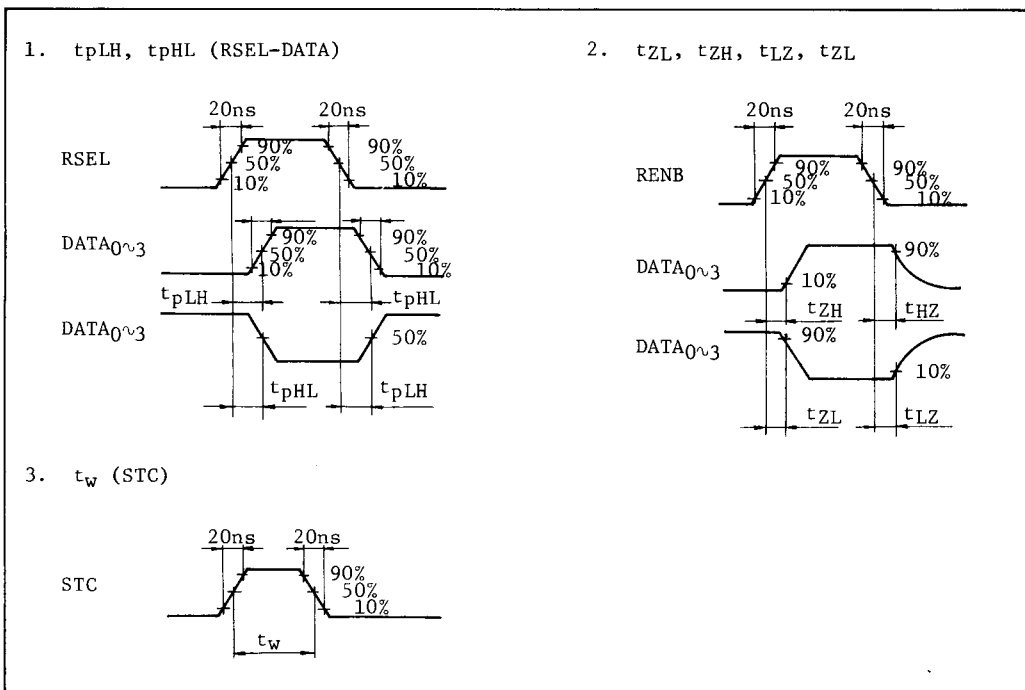 1. tpLH, tpHL (RSEL-DATA)
20ns 20ns
RSEL
90% 90%
50% 50%
10% 10%
DATA0~3
90% 90%
50% 50%
10% 10%
tpLH tpHL
DATA0~3
50%
tpHL tpLH
2. tZL, tZH, tLZ, tZL
20ns 20ns
RENB
90% 90%
50% 50%
10% 10%
DATA0~3
90%
10%
tZH tHZ
DATA0~3
90%
10%
tZL tLZ
3. tw (STC)
20ns 20ns
STC
90%
50%
10%
tw